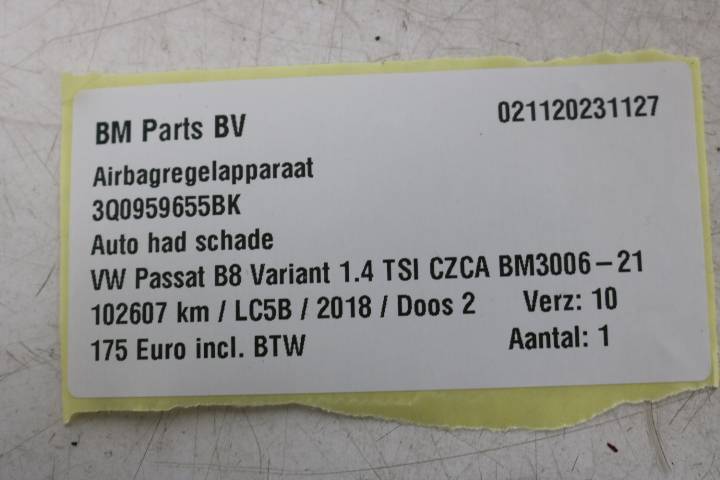 BM Parts BV 021120231127
Airbagregelapparaat
3Q0959655BK
Auto had schade
VW Passat B8 Variant 1.4 TSI CZCA BM3006-21
102607 km / LC5B / 2018 / Doos 2 Verz: 10
175 Euro incl. BTW Aantal: 1